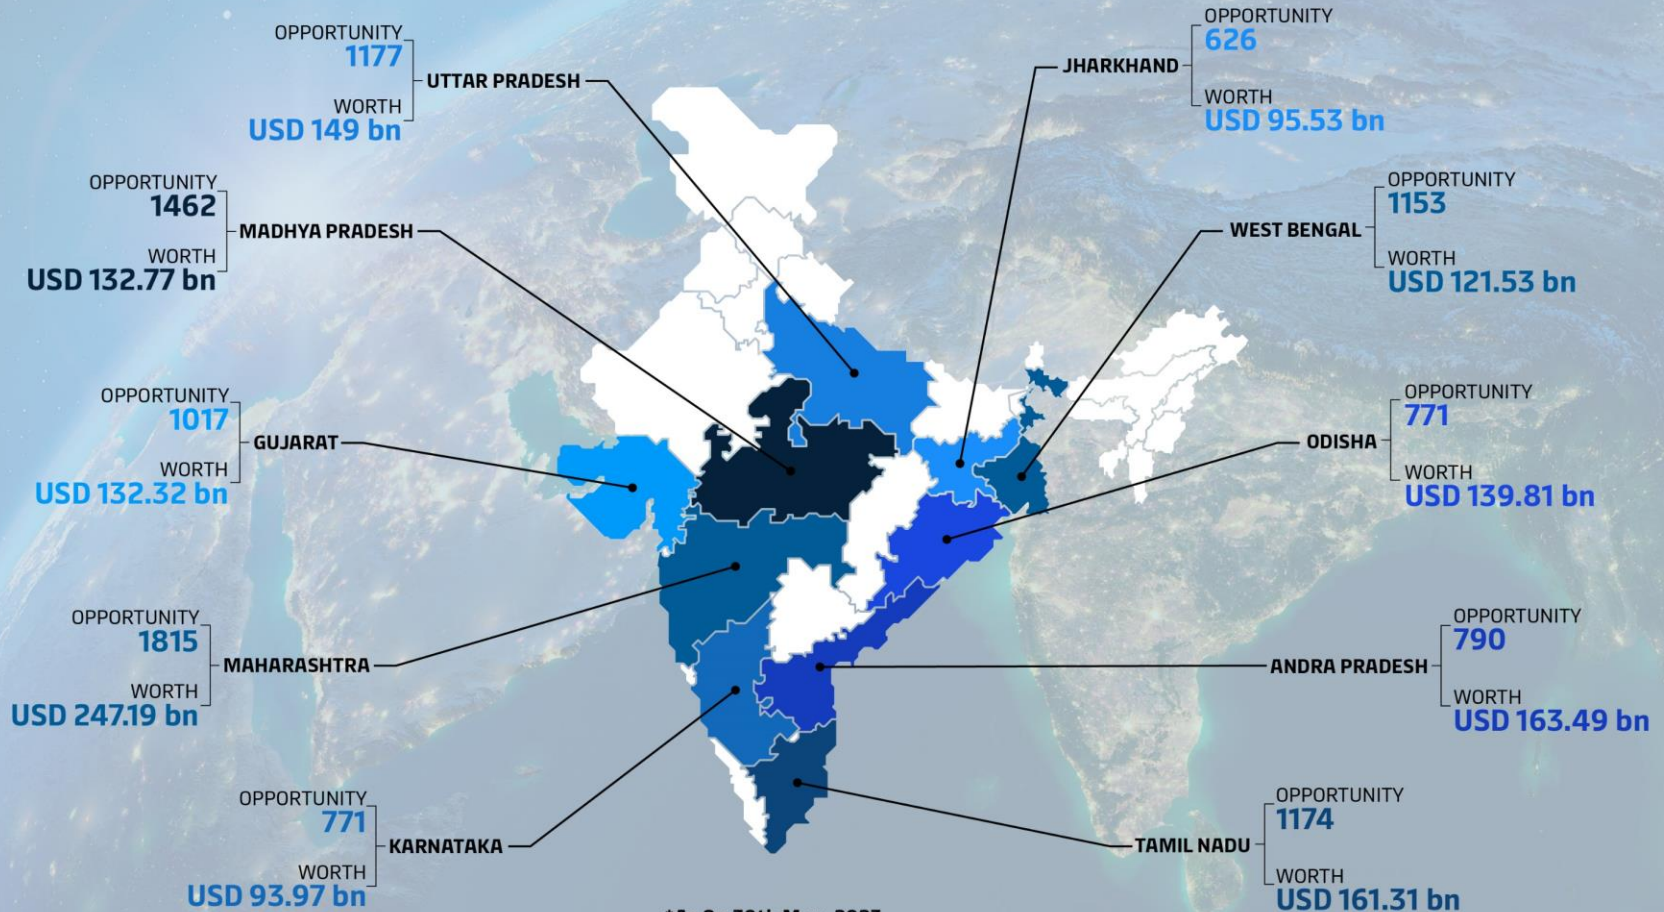 OPPORTUNITY
1177
UTTAR PRADESH
WORTH
USD 149 bn
OPPORTUNITY
1462
MADHYA PRADESH
WORTH
USD 132.77 bn
OPPORTUNITY
1017
GUJARAT
WORTH
USD 132.32 bn
OPPORTUNITY
1815
MAHARASHTRA
WORTH
USD 247.19 bn
OPPORTUNITY
771
KARNATAKA
WORTH
USD 93.97 bn
OPPORTUNITY
626
JHARKHAND
WORTH
USD 95.53 bn
OPPORTUNITY
1153
WEST BENGAL
WORTH
USD 121.53 bn
OPPORTUNITY
771
ODISHA
WORTH
USD 139.81 bn
OPPORTUNITY
790
ANDRA PRADESH
WORTH
USD 163.49 bn
OPPORTUNITY
1174
TAMIL NADU
WORTH
USD 161.31 bn